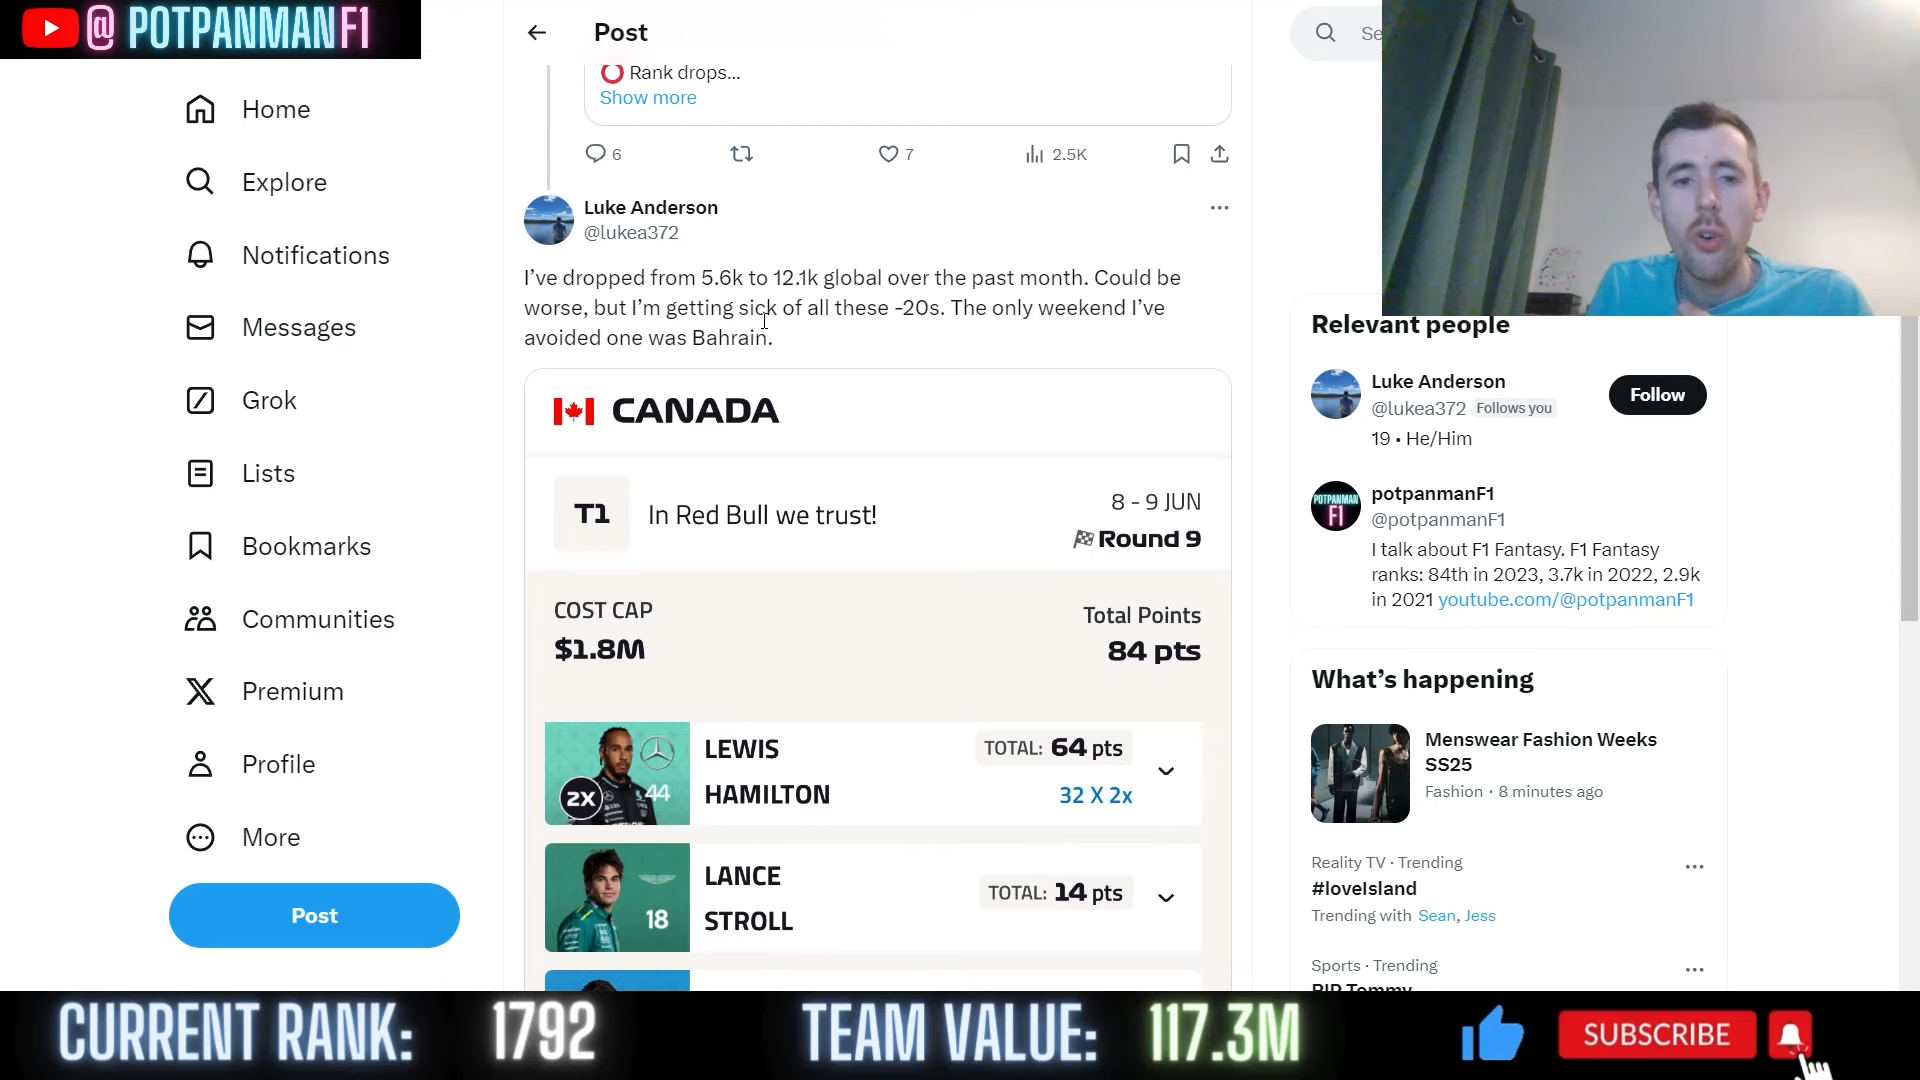 @ POTPANMANF1
Post
Rank drops...
Show more
6
7
2.5K
Home
Explore
Notifications
Messages
Grok
Lists
Bookmarks
Communities
Premium
Profile
More
Post
Luke Anderson
@lukea372
I’ve dropped from 5.6k to 12.1k global over the past month. Could be
worse, but I’m getting sick of all these -20s. The only weekend I’ve
avoided one was Bahrain.
CANADA
T1
In Red Bull we trust!
8 - 9 JUN
Round 9
COST CAP
$1.8M
Total Points
84 pts
2X
44
LEWIS
HAMILTON
TOTAL: 64 pts
32 X 2x
18
LANCE
STROLL
TOTAL: 14 pts
Se
Relevant people
Luke Anderson
@lukea372 Follows you
19 • He/Him
Follow
POTPANMAN
F1
potpanmanF1
@potpanmanF1
I talk about F1 Fantasy. F1 Fantasy
ranks: 84th in 2023, 3.7k in 2022, 2.9k
in 2021 youtube.com/@potpanmanF1
What’s happening
Menswear Fashion Weeks
SS25
Fashion · 8 minutes ago
Reality TV · Trending
#loveIsland
Trending with Sean, Jess
Sports · Trending
RIP Tommy
CURRENT RANK: 1792
TEAM VALUE: 117.3M
SUBSCRIBE